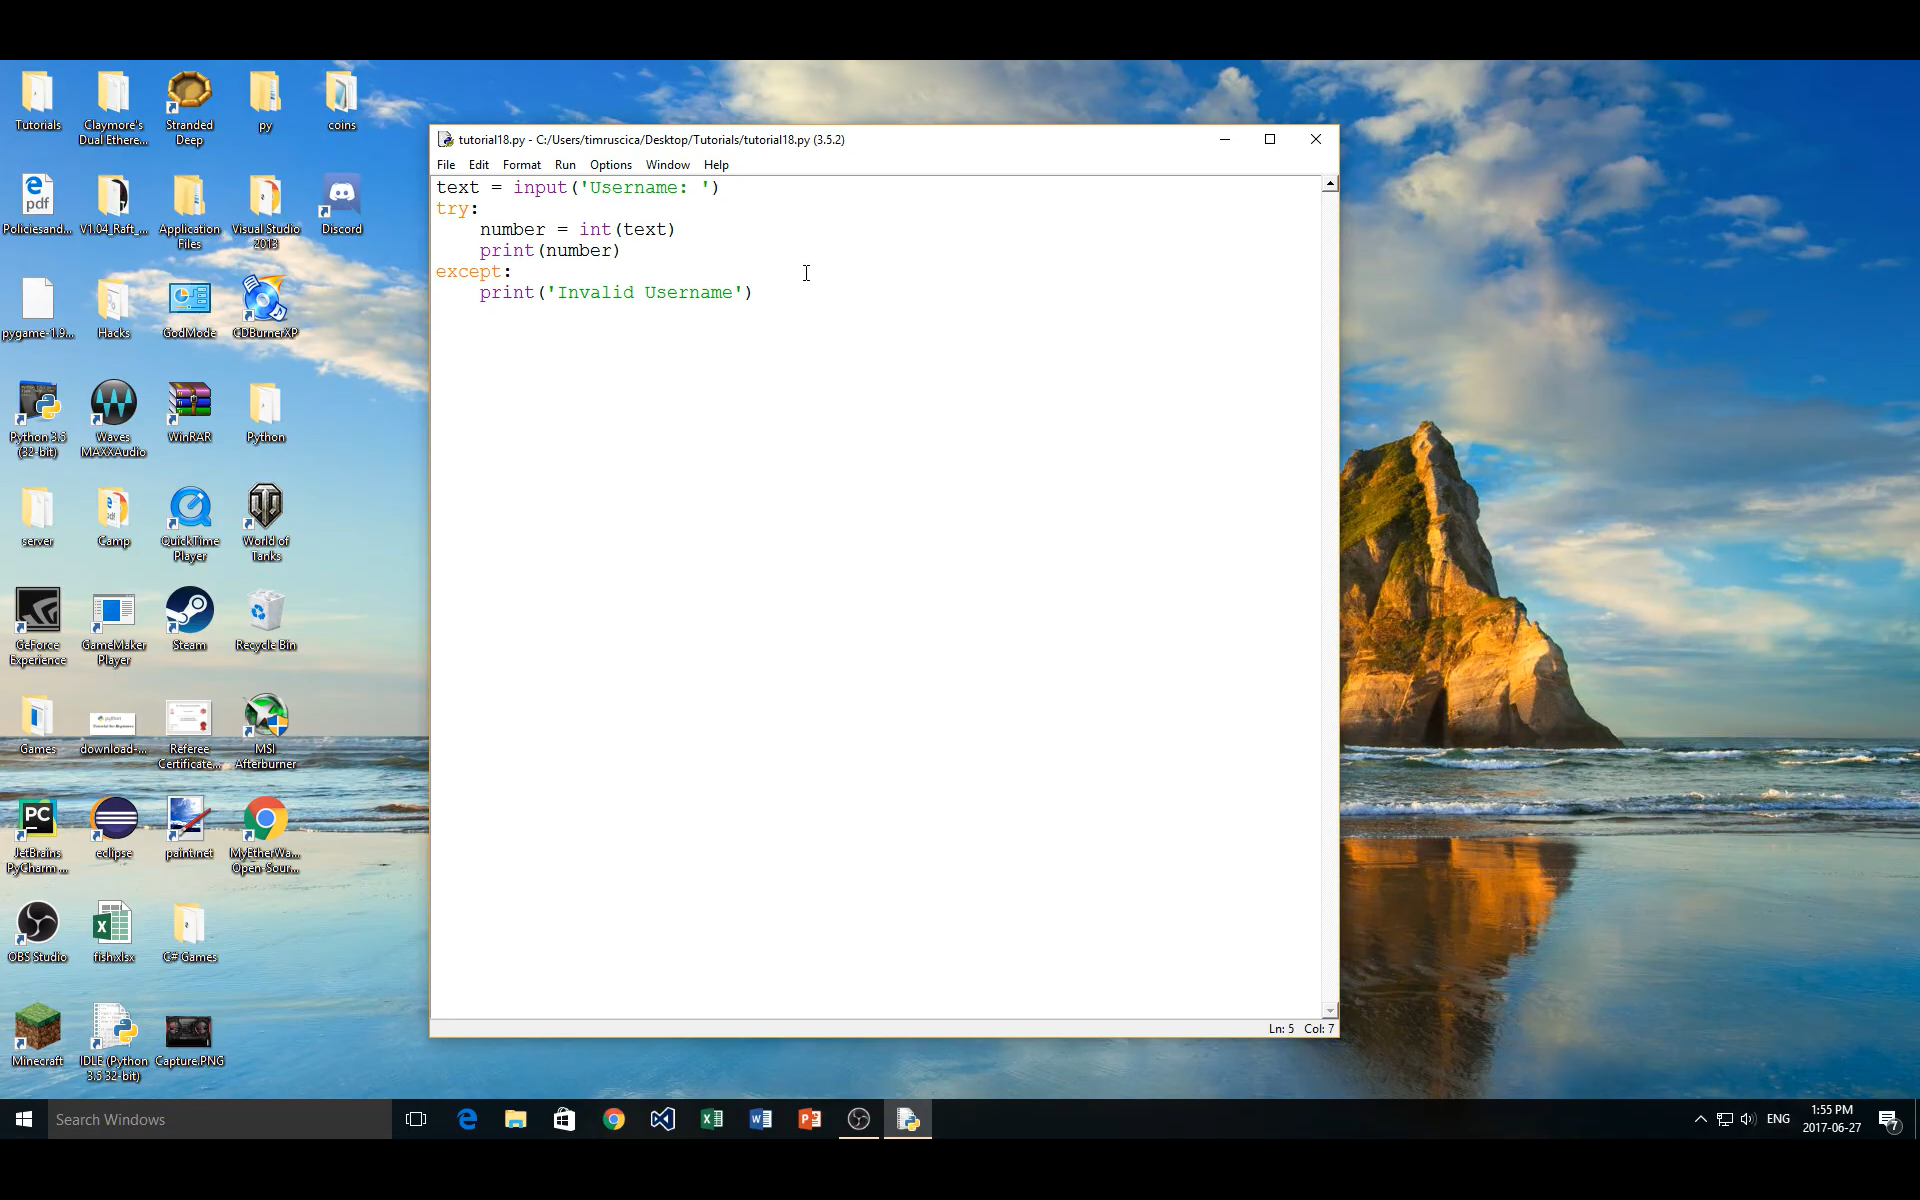 Tutorials
Claymore's
Dual Ethere...
Stranded
Deep
py
coins
Policiesand...
V1.04_Raft_...
Application
Files
Visual Studio
2013
Discord
pygame-1.9...
Hacks
GodMode
CDBurnerXP
Python 3.5
(32-bit)
Waves
MAXXAudio
WinRAR
Python
server
Camp
QuickTime
Player
World of
Tanks
GeForce
Experience
GameMaker
Player
Steam
Recycle Bin
Games
download-...
Referee
Certificate...
MSI
Afterburner
JetBrains
PyCharm ...
eclipse
paint.net
MyEtherWa...
Open-Sour...
OBS Studio
fish.xlsx
C# Games
Minecraft
IDLE (Python
3.5 32-bit)
Capture.PNG
tutorial18.py - C:/Users/timruscica/Desktop/Tutorials/tutorial18.py (3.5.2)
File Edit Format Run Options Window Help
text = input('Username: ')
try:
    number = int(text)
    print(number)
except:
    print('Invalid Username')
Ln: 5 Col: 7
Search Windows
ENG
1:55 PM
2017-06-27
7